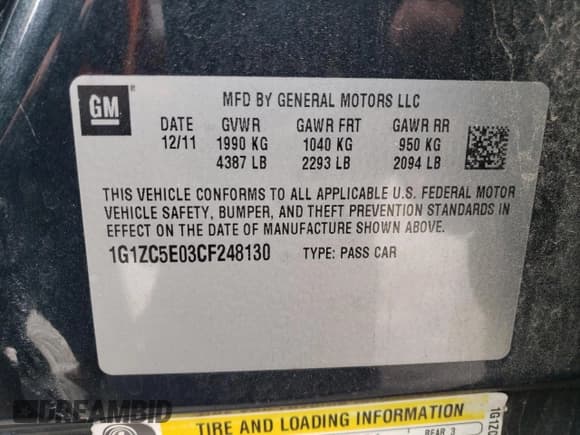 GM
MFD BY GENERAL MOTORS LLC
DATE GVWR GAWR FRT GAWR RR
12/11 1990 KG 1040 KG 950 KG
4387 LB 2293 LB 2094 LB
THIS VEHICLE CONFORMS TO ALL APPLICABLE U.S. FEDERAL MOTOR
VEHICLE SAFETY, BUMPER, AND THEFT PREVENTION STANDARDS IN
EFFECT ON THE DATE OF MANUFACTURE SHOWN ABOVE.
1G1ZC5E03CF248130 TYPE: PASS CAR
TIRE AND LOADING INFORMATION
REAR 3
1G1ZC
DREAMBID